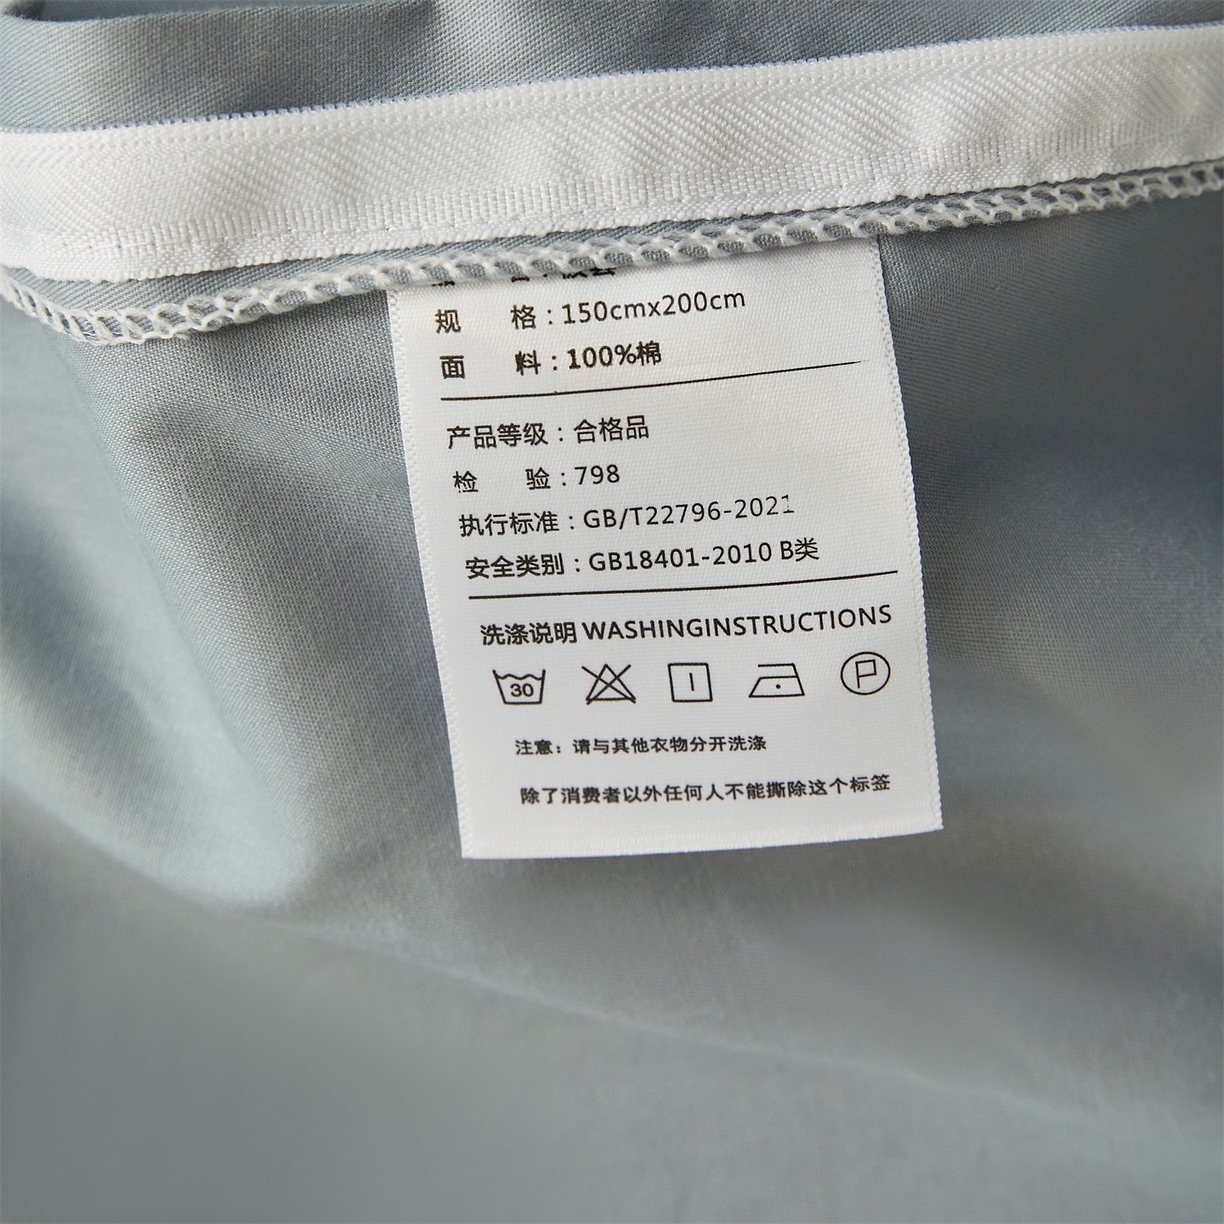 规 格：150cmx200cm
面 料：100%棉
产品等级：合格品
检 验：798
执行标准：GB/T22796-2021
安全类别：GB18401-2010 B类
洗涤说明 WASHINGINSTRUCTIONS
30 P
注意：请与其他衣物分开洗涤
除了消费者以外任何人不能撕除这个标签